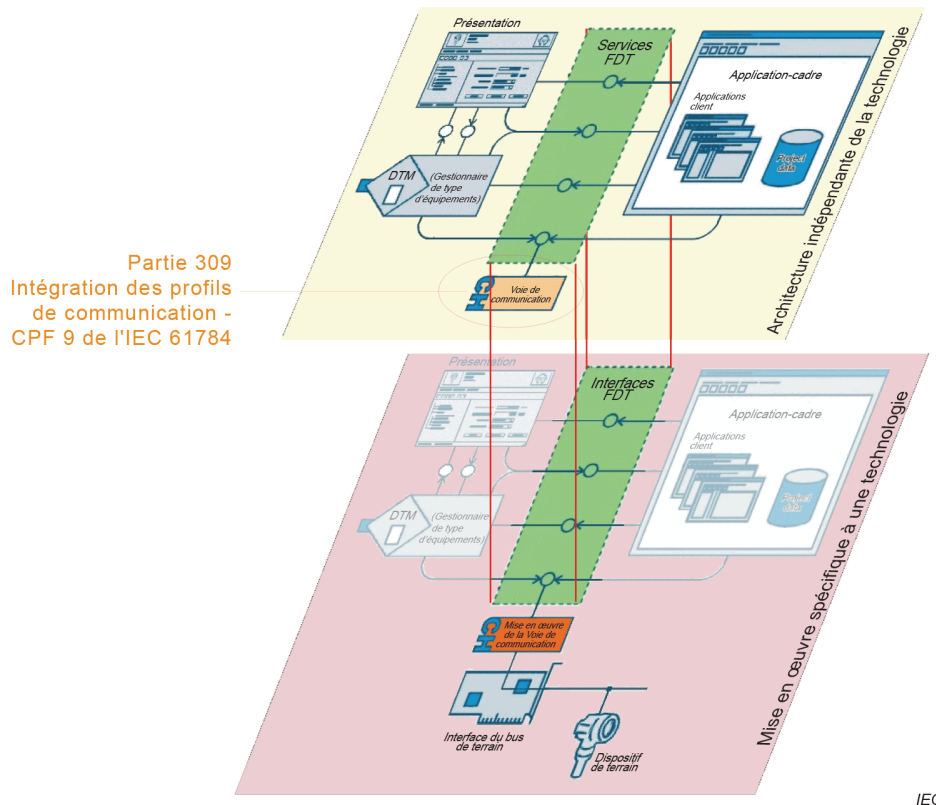 Présentation
Services
FDT
Application-cadre
Applications
client
Project
data
DTM
(Gestionnaire
de type
d'équipements)
Voie de
communication
Architecture indépendante de la technologie
Partie 309
Intégration des profils
de communication -
CPF 9 de l'IEC 61784
Présentation
Interfaces
FDT
Application-cadre
Applications
client
Project
data
DTM
(Gestionnaire
de type
d'équipements)
Mise en œuvre
de la Voie de
communication
Interface du bus
de terrain
Dispositif
de terrain
Mise en œuvre spécifique à une technologie
IEC